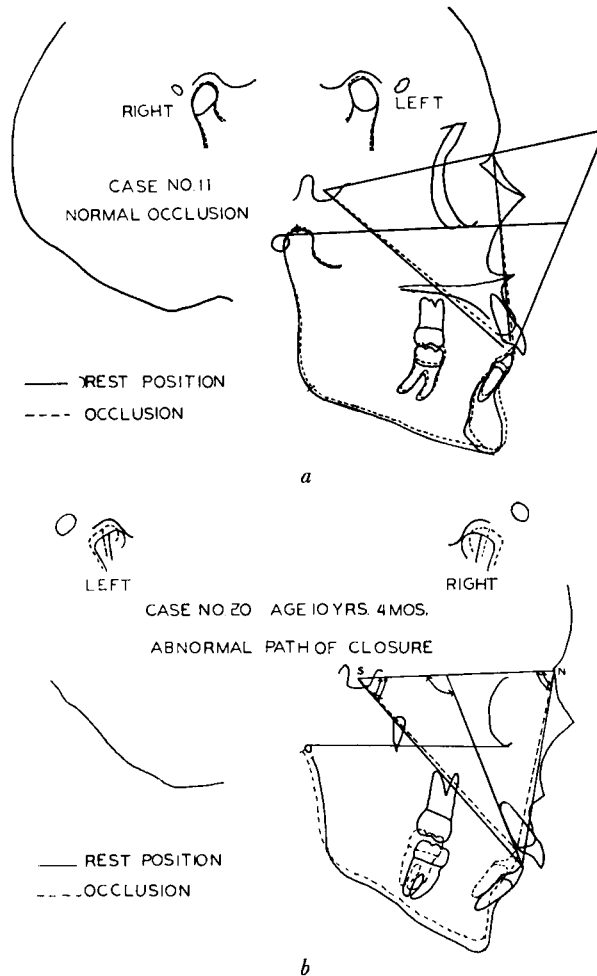 RIGHT
LEFT
CASE NO. 11
NORMAL OCCLUSION
REST POSITION
OCCLUSION
a
LEFT
RIGHT
CASE NO. 20 AGE 10 YRS. 4 MOS.
ABNORMAL PATH OF CLOSURE
S
N
REST POSITION
OCCLUSION
b